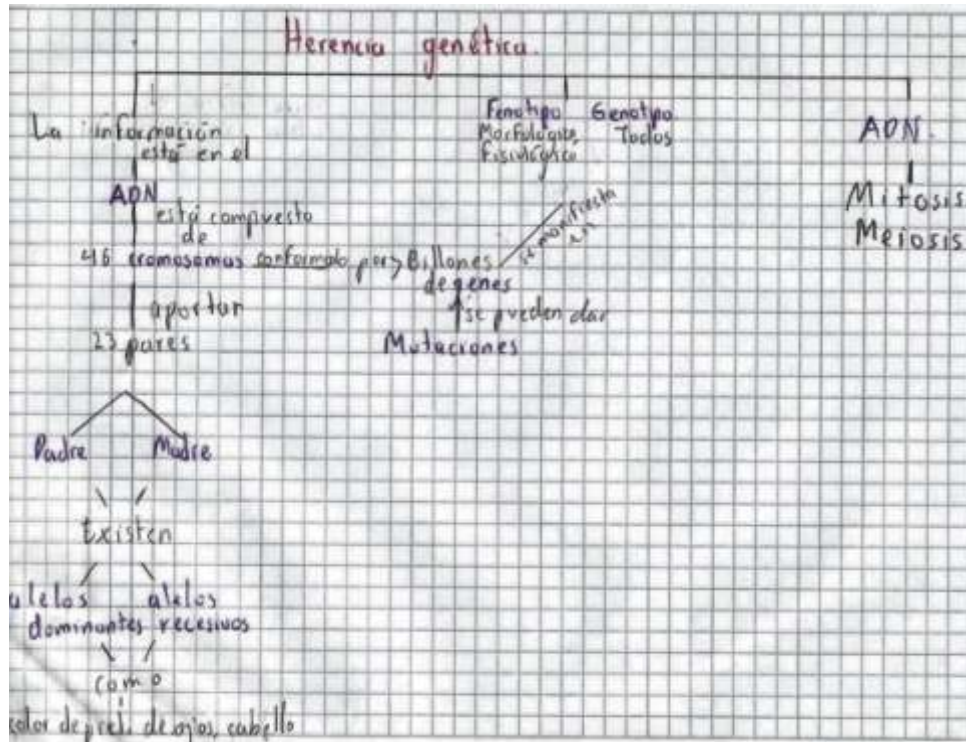 Herencia genética.
La información
está en el
ADN
está compuesto
de
46 cromosomas conformado por > Billones
de genes
se manifiesta
en
Fenotipo Genotipo
Morfológico, Todos
Fisiológico
se pueden dar
Mutaciones
aportan
23 pares
Padre Madre
Existen
alelos alelos
dominantes recesivos
como
color de piel, de ojos, cabello
ADN.
Mitosis
Meiosis